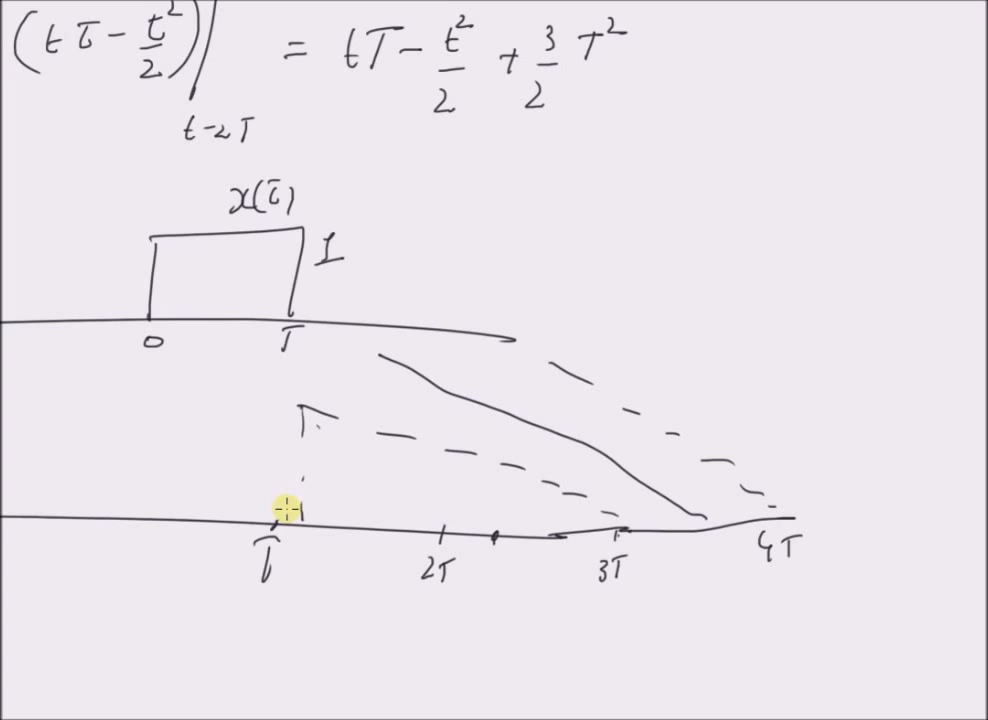 (tτ - t²/2)|t-2T = tT - t²/2 + 3/2 T²
x(τ)
1
0 T
T 2T 3T 4T